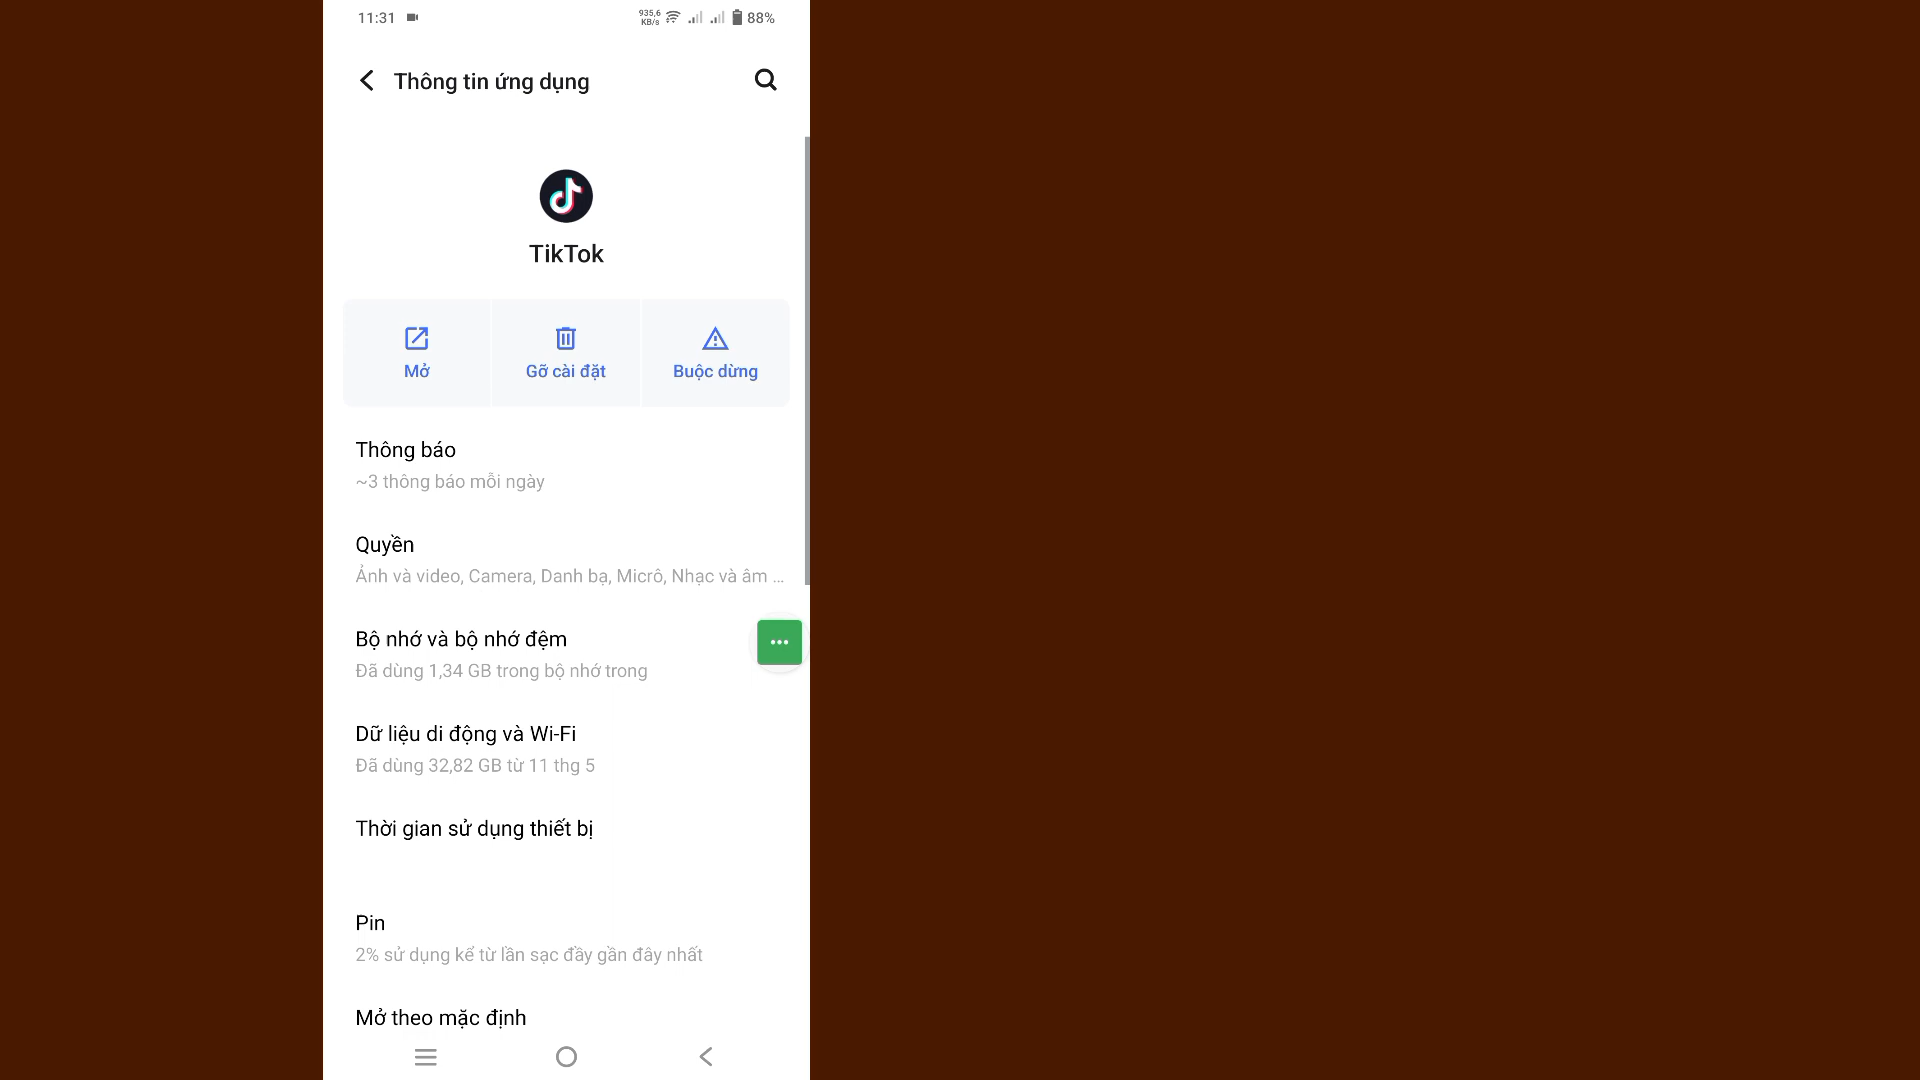 11:31
935,6
KB/s
88%
Thông tin ứng dụng
TikTok
Mở
Gỡ cài đặt
Buộc dừng
Thông báo
~3 thông báo mỗi ngày
Quyền
Ảnh và video, Camera, Danh bạ, Micrô, Nhạc và âm ...
Bộ nhớ và bộ nhớ đệm
Đã dùng 1,34 GB trong bộ nhớ trong
Dữ liệu di động và Wi-Fi
Đã dùng 32,82 GB từ 11 thg 5
Thời gian sử dụng thiết bị
Pin
2% sử dụng kể từ lần sạc đầy gần đây nhất
Mở theo mặc định